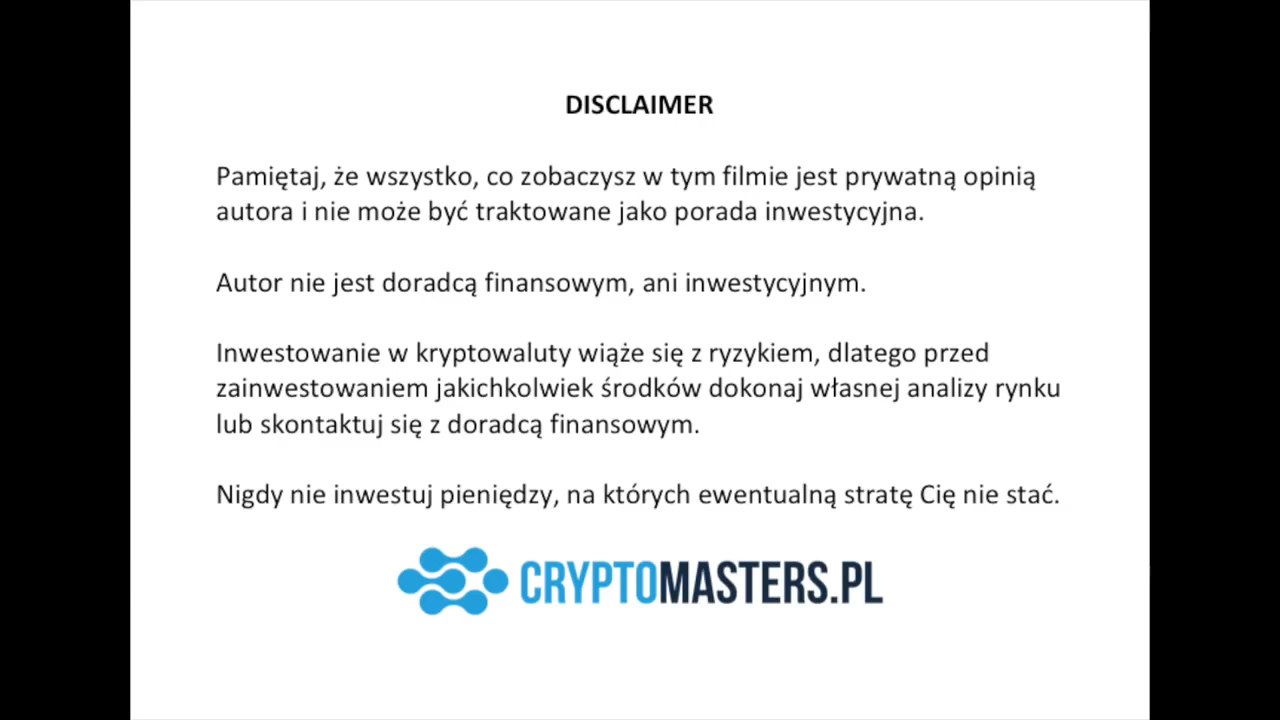 DISCLAIMER
Pamiętaj, że wszystko, co zobaczysz w tym filmie jest prywatną opinią
autora i nie może być traktowane jako porada inwestycyjna.
Autor nie jest doradcą finansowym, ani inwestycyjnym.
Inwestowanie w kryptowaluty wiąże się z ryzykiem, dlatego przed
zainwestowaniem jakichkolwiek środków dokonaj własnej analizy rynku
lub skontaktuj się z doradcą finansowym.
Nigdy nie inwestuj pieniędzy, na których ewentualną stratę Cię nie stać.
CRYPTOMASTERS.PL